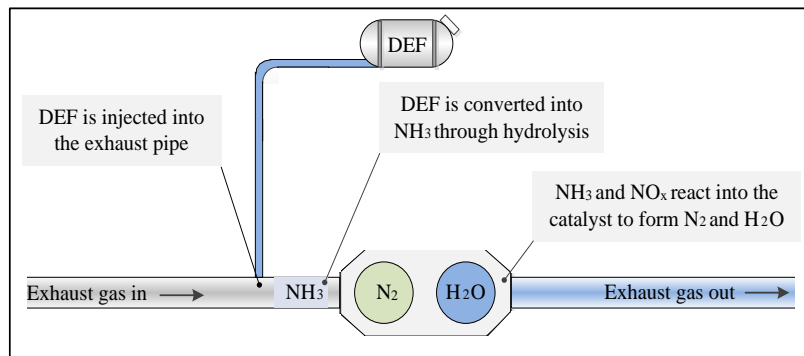 DEF
DEF is injected into
the exhaust pipe
DEF is converted into
NH₃ through hydrolysis
NH₃ and NOₓ react into the
catalyst to form N₂ and H₂O
Exhaust gas in
NH₃
N₂
H₂O
Exhaust gas out